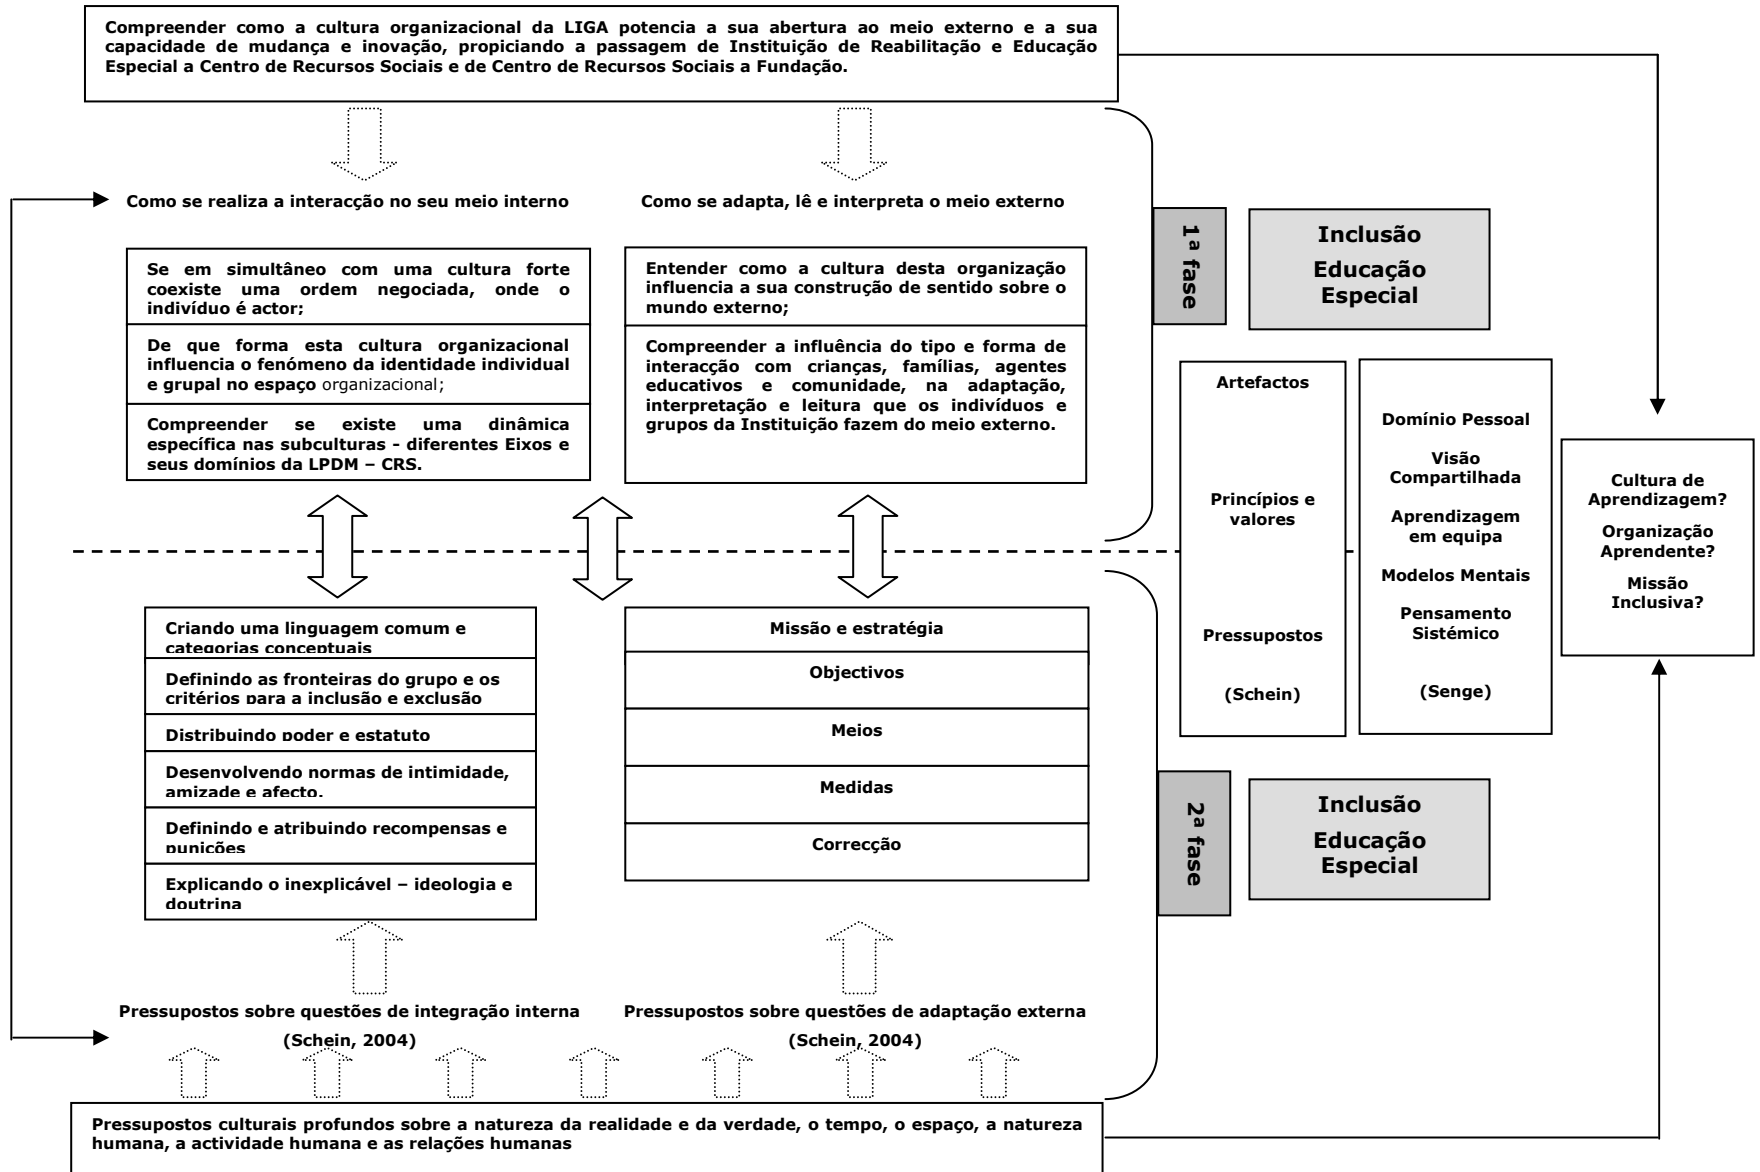 Compreender como a cultura organizacional da LIGA potencia a sua abertura ao meio externo e a sua
capacidade de mudança e inovação, propiciando a passagem de Instituição de Reabilitação e Educação
Especial a Centro de Recursos Sociais e de Centro de Recursos Sociais a Fundação.
Como se realiza a interacção no seu meio interno
Se em simultâneo com uma cultura forte
coexiste uma ordem negociada, onde o
indivíduo é actor;
De que forma esta cultura organizacional
influencia o fenómeno da identidade individual
e grupal no espaço organizacional;
Compreender se existe uma dinâmica
específica nas subculturas - diferentes Eixos e
seus domínios da LPDM – CRS.
Como se adapta, lê e interpreta o meio externo
Entender como a cultura desta organização
influencia a sua construção de sentido sobre o
mundo externo;
Compreender a influência do tipo e forma de
interacção com crianças, famílias, agentes
educativos e comunidade, na adaptação,
interpretação e leitura que os indivíduos e
grupos da Instituição fazem do meio externo.
1ª fase
Inclusão
Educação
Especial
Criando uma linguagem comum e
categorias conceptuais
Definindo as fronteiras do grupo e os
critérios para a inclusão e exclusão
Distribuindo poder e estatuto
Desenvolvendo normas de intimidade,
amizade e afecto.
Definindo e atribuindo recompensas e
punições
Explicando o inexplicável – ideologia e
doutrina
Missão e estratégia
Objectivos
Meios
Medidas
Correcção
Artefactos
Princípios e
valores
Pressupostos
(Schein)
Domínio Pessoal
Visão
Compartilhada
Aprendizagem
em equipa
Modelos Mentais
Pensamento
Sistémico
(Senge)
Cultura de
Aprendizagem?
Organização
Aprendente?
Missão
Inclusiva?
2ª fase
Inclusão
Educação
Especial
Pressupostos sobre questões de integração interna
(Schein, 2004)
Pressupostos sobre questões de adaptação externa
(Schein, 2004)
Pressupostos culturais profundos sobre a natureza da realidade e da verdade, o tempo, o espaço, a natureza
humana, a actividade humana e as relações humanas